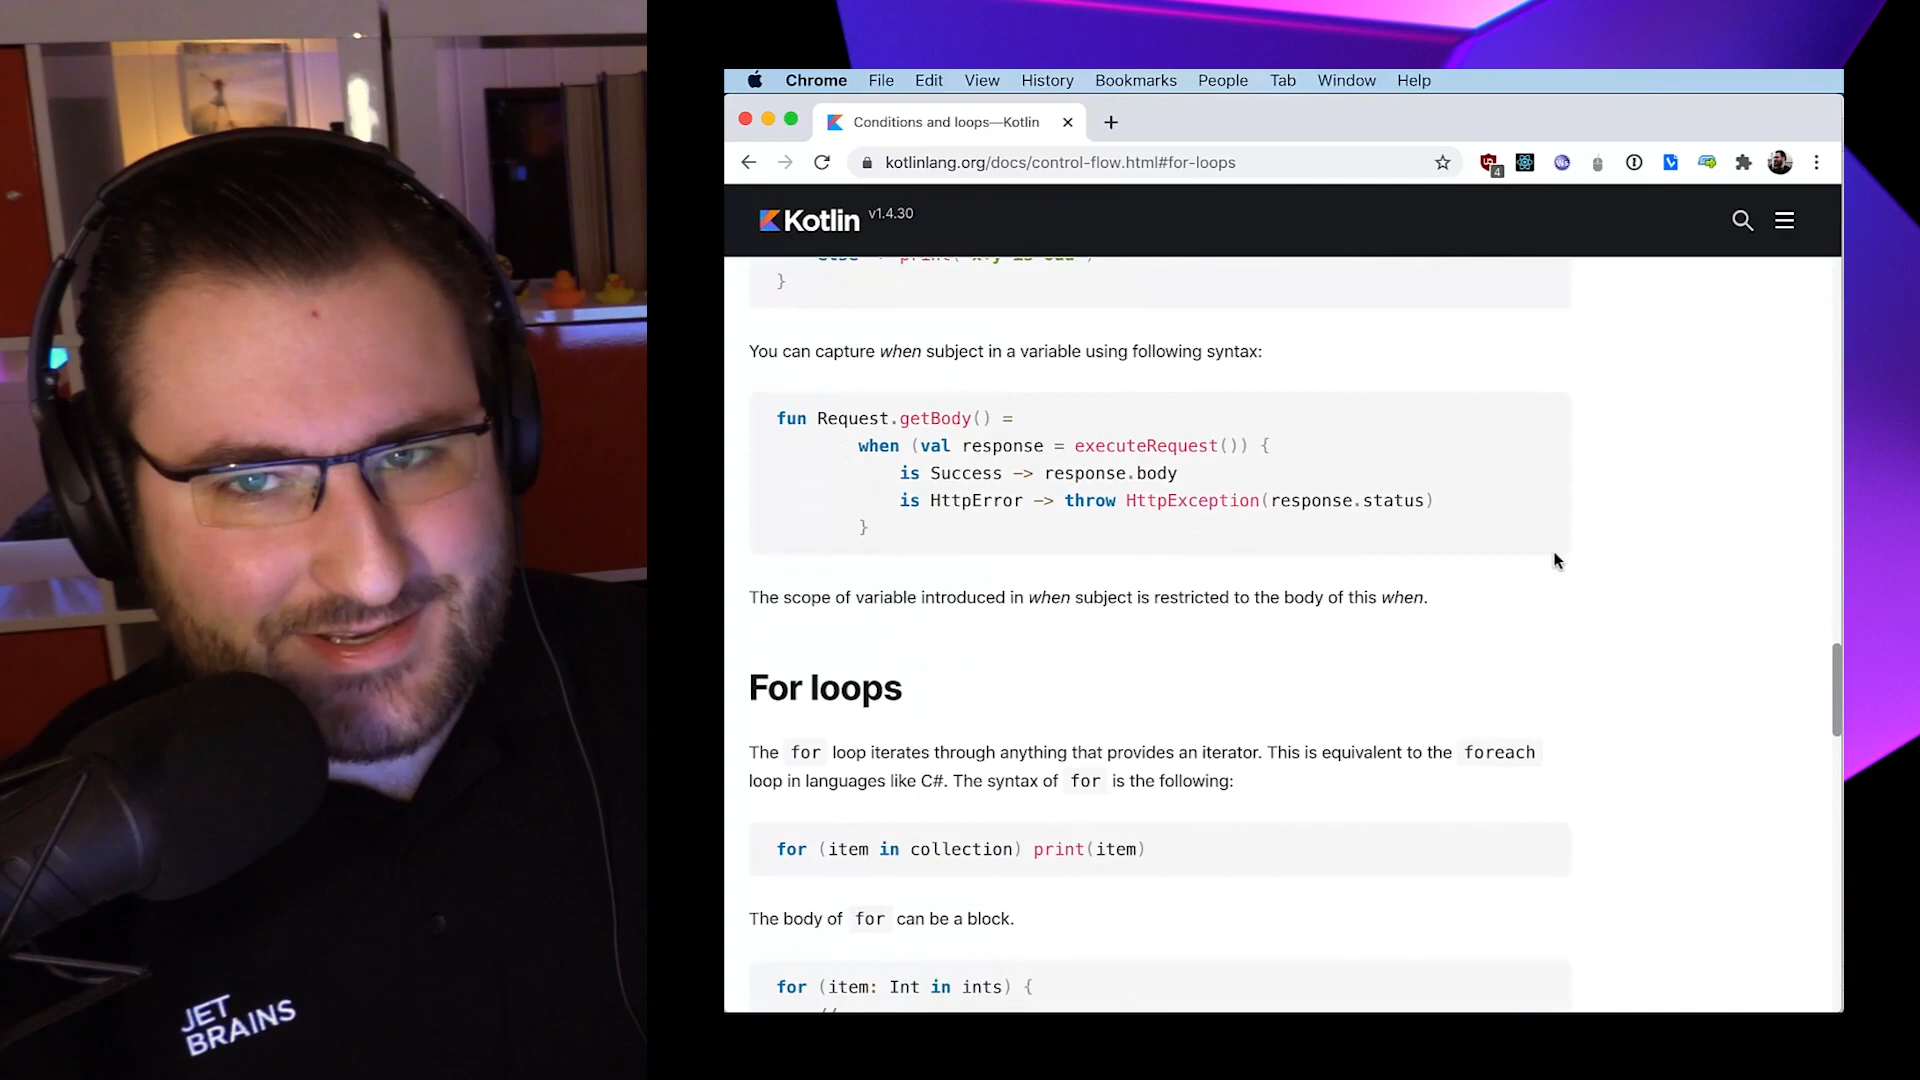 Chrome File Edit View History Bookmarks People Tab Window Help
Conditions and loops—Kotlin
kotlinlang.org/docs/control-flow.html#for-loops
4
Kotlin v1.4.30
}
You can capture when subject in a variable using following syntax:
fun Request.getBody() =
when (val response = executeRequest()) {
is Success -> response.body
is HttpError -> throw HttpException(response.status)
}
The scope of variable introduced in when subject is restricted to the body of this when.
For loops
The for loop iterates through anything that provides an iterator. This is equivalent to the foreach
loop in languages like C#. The syntax of for is the following:
for (item in collection) print(item)
The body of for can be a block.
for (item: Int in ints) {
JET
BRAINS